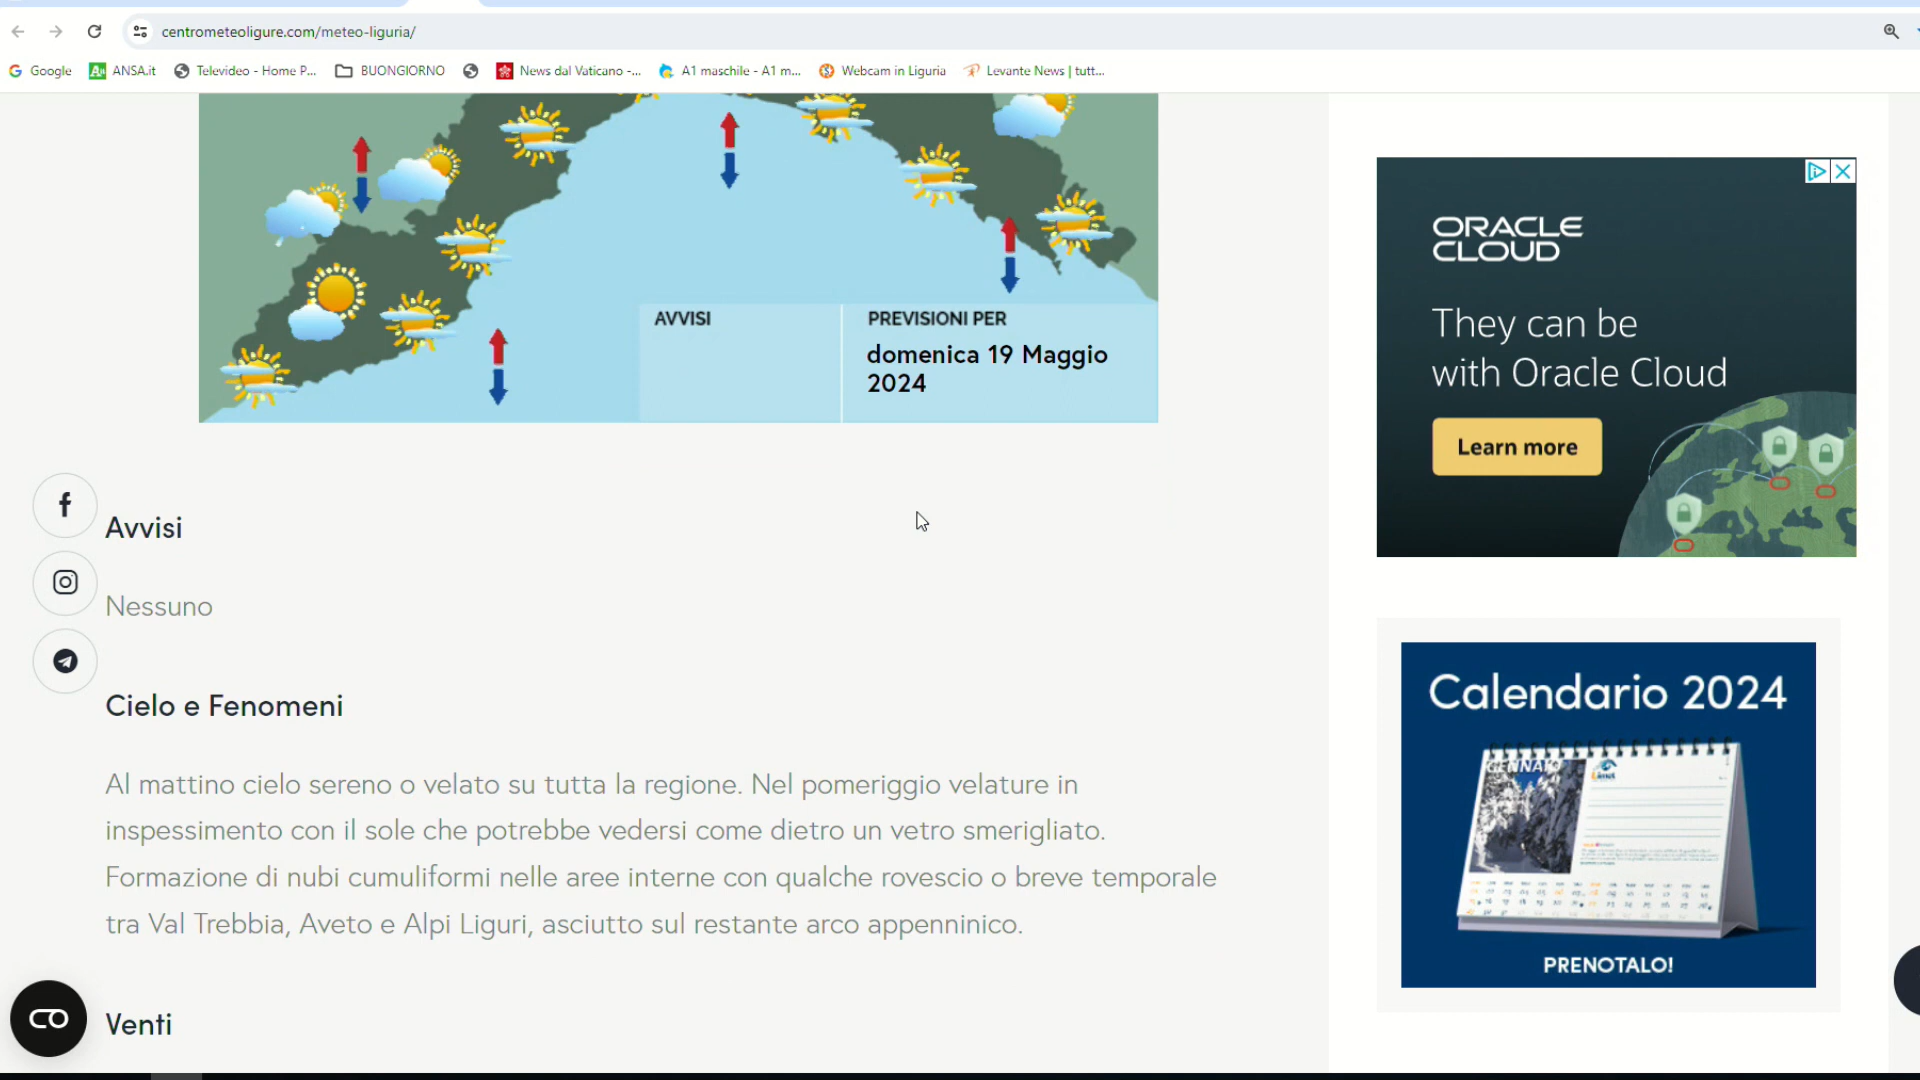 centrometeoligure.com/meteo-liguria/
Google
ANSA.it
Televideo - Home P...
BUONGIORNO
News dal Vaticano -...
A1 maschile - A1 m...
Webcam in Liguria
Levante News | tutt...
AVVISI
PREVISIONI PER
domenica 19 Maggio
2024
Avvisi
Nessuno
Cielo e Fenomeni
Al mattino cielo sereno o velato su tutta la regione. Nel pomeriggio velature in
inspessimento con il sole che potrebbe vedersi come dietro un vetro smerigliato.
Formazione di nubi cumuliformi nelle aree interne con qualche rovescio o breve temporale
tra Val Trebbia, Aveto e Alpi Liguri, asciutto sul restante arco appenninico.
Venti
ORACLE
CLOUD
They can be
with Oracle Cloud
Learn more
Calendario 2024
GENNAIO
PRENOTALO!